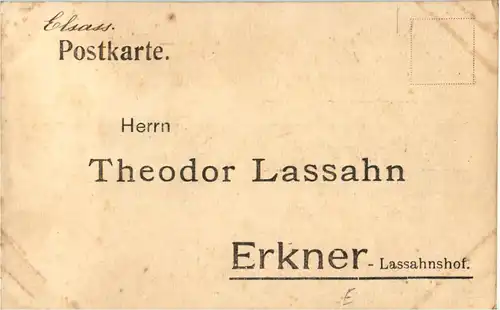 Elsass.
Postkarte.
Herrn
Theodor Lassahn
Erkner - Lassahnshof.
E